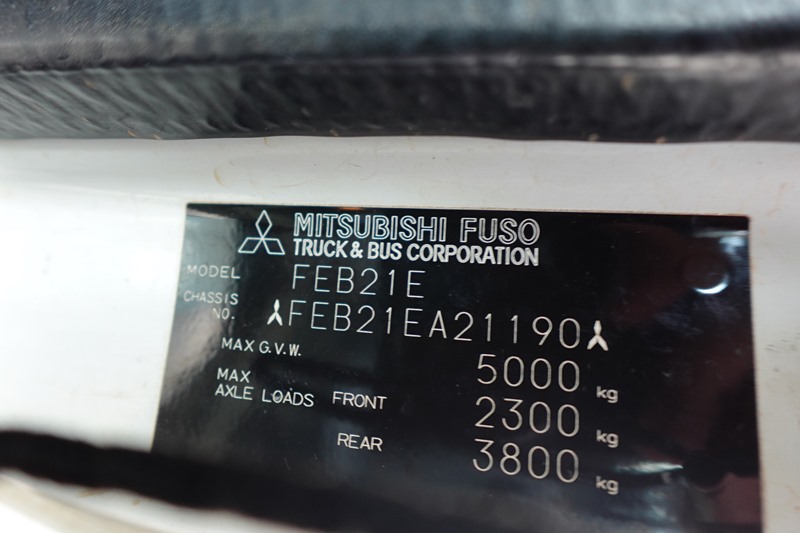 MITSUBISHI FUSO
TRUCK & BUS CORPORATION
MODEL FEB21E
CHASSIS NO. FEB21EA21190
MAX G.V.W. 5000 kg
MAX AXLE LOADS FRONT 2300 kg
REAR 3800 kg